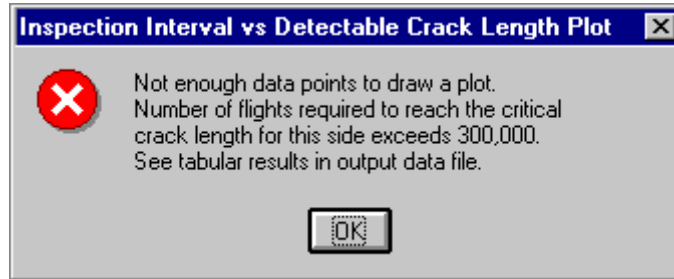 Inspection Interval vs Detectable Crack Length Plot
Not enough data points to draw a plot.
Number of flights required to reach the critical
crack length for this side exceeds 300,000.
See tabular results in output data file.
OK